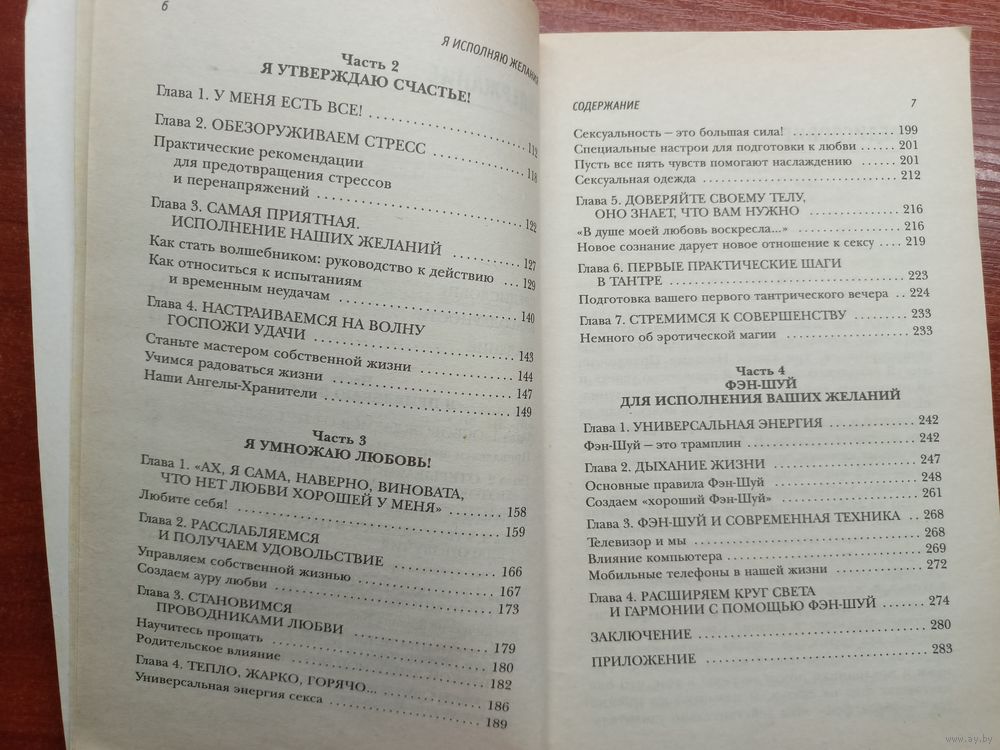 6
Я ИСПОЛНЯЮ ЖЕЛАНИЯ
Часть 2
Я УТВЕРЖДАЮ СЧАСТЬЕ!
Глава 1. У МЕНЯ ЕСТЬ ВСЕ! ........ 112
Глава 2. ОБЕЗОРУЖИВАЕМ СТРЕСС ........ 118
Практические рекомендации
для предотвращения стрессов
и перенапряжений ........ 122
Глава 3. САМАЯ ПРИЯТНАЯ.
ИСПОЛНЕНИЕ НАШИХ ЖЕЛАНИЙ ........ 127
Как стать волшебником: руководство к действию ... 129
Как относиться к испытаниям
и временным неудачам ........ 140
Глава 4. НАСТРАИВАЕМСЯ НА ВОЛНУ
ГОСПОЖИ УДАЧИ ........ 143
Станьте мастером собственной жизни ........ 144
Учимся радоваться жизни ........ 147
Наши Ангелы-Хранители ........ 149
Часть 3
Я УМНОЖАЮ ЛЮБОВЬ!
Глава 1. «АХ, Я САМА, НАВЕРНО, ВИНОВАТА,
ЧТО НЕТ ЛЮБВИ ХОРОШЕЙ У МЕНЯ» ........ 158
Любите себя! ........ 159
Глава 2. РАССЛАБЛЯЕМСЯ
И ПОЛУЧАЕМ УДОВОЛЬСТВИЕ ........ 166
Управляем собственной жизнью ........ 167
Создаем ауру любви ........ 173
Глава 3. СТАНОВИМСЯ
ПРОВОДНИКАМИ ЛЮБВИ ........ 179
Научитесь прощать ........ 180
Родительское влияние ........ 182
Глава 4. ТЕПЛО, ЖАРКО, ГОРЯЧО... ........ 186
Универсальная энергия секса ........ 189
СОДЕРЖАНИЕ 7
Сексуальность – это большая сила! ........ 199
Специальные настрои для подготовки к любви ...... 201
Пусть все пять чувств помогают наслаждению ...... 201
Сексуальная одежда ........ 212
Глава 5. ДОВЕРЯЙТЕ СВОЕМУ ТЕЛУ,
ОНО ЗНАЕТ, ЧТО ВАМ НУЖНО ........ 216
«В душе моей любовь воскресла...» ........ 216
Новое сознание дарует новое отношение к сексу .... 219
Глава 6. ПЕРВЫЕ ПРАКТИЧЕСКИЕ ШАГИ
В ТАНТРЕ ........ 223
Подготовка вашего первого тантрического вечера .. 224
Глава 7. СТРЕМИМСЯ К СОВЕРШЕНСТВУ ........ 233
Немного об эротической магии ........ 233
Часть 4
ФЭН-ШУЙ
ДЛЯ ИСПОЛНЕНИЯ ВАШИХ ЖЕЛАНИЙ
Глава 1. УНИВЕРСАЛЬНАЯ ЭНЕРГИЯ ........ 242
Фэн-Шуй – это трамплин ........ 242
Глава 2. ДЫХАНИЕ ЖИЗНИ ........ 247
Основные правила Фэн-Шуй ........ 248
Создаем «хороший Фэн-Шуй» ........ 261
Глава 3. ФЭН-ШУЙ И СОВРЕМЕННАЯ ТЕХНИКА .. 268
Телевизор и мы ........ 268
Влияние компьютера ........ 269
Мобильные телефоны в нашей жизни ........ 272
Глава 4. РАСШИРЯЕМ КРУГ СВЕТА
И ГАРМОНИИ С ПОМОЩЬЮ ФЭН-ШУЙ ....... 274
ЗАКЛЮЧЕНИЕ ........ 280
ПРИЛОЖЕНИЕ ........ 283
www.ay.by